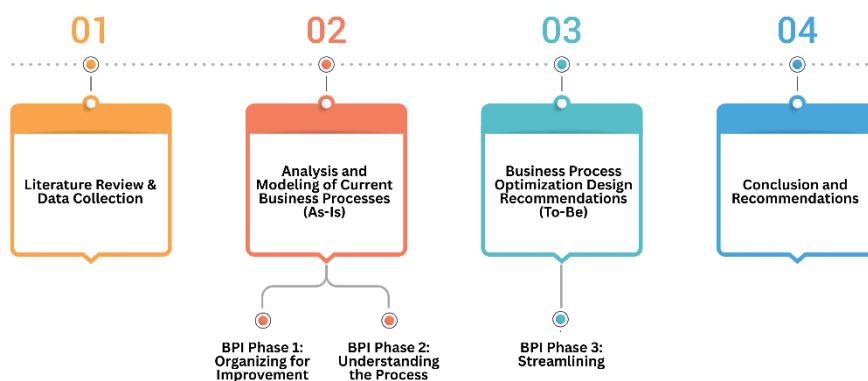 01
02
03
04
Literature Review &
Data Collection
Analysis and
Modeling of Current
Business Processes
(As-Is)
Business Process
Optimization Design
Recommendations
(To-Be)
Conclusion and
Recommendations
BPI Phase 1:
Organizing for
Improvement
BPI Phase 2:
Understanding
the Process
BPI Phase 3:
Streamlining